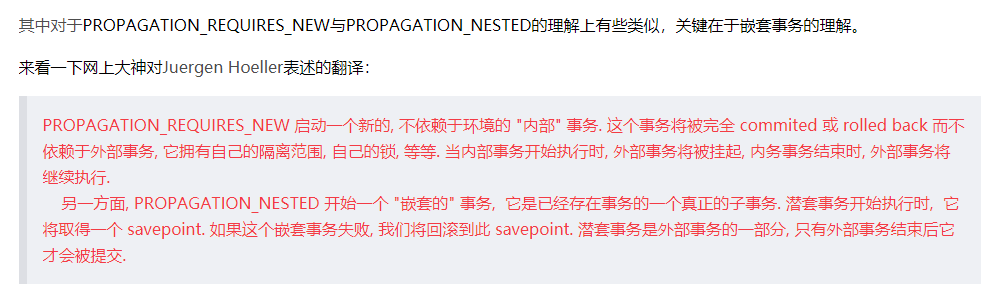 其中对于PROPAGATION_REQUIRES_NEW与PROPAGATION_NESTED的理解上有些类似，关键在于嵌套事务的理解。
来看一下网上大神对Juergen Hoeller表述的翻译：
PROPAGATION_REQUIRES_NEW 启动一个新的, 不依赖于环境的 "内部" 事务. 这个事务将被完全 commited 或 rolled back 而不
依赖于外部事务, 它拥有自己的隔离范围, 自己的锁, 等等. 当内部事务开始执行时, 外部事务将被挂起, 内务事务结束时, 外部事务将
继续执行.
另一方面, PROPAGATION_NESTED 开始一个 "嵌套的" 事务, 它是已经存在事务的一个真正的子事务. 潜套事务开始执行时, 它
将取得一个 savepoint. 如果这个嵌套事务失败, 我们将回滚到此 savepoint. 潜套事务是外部事务的一部分, 只有外部事务结束后它
才会被提交.